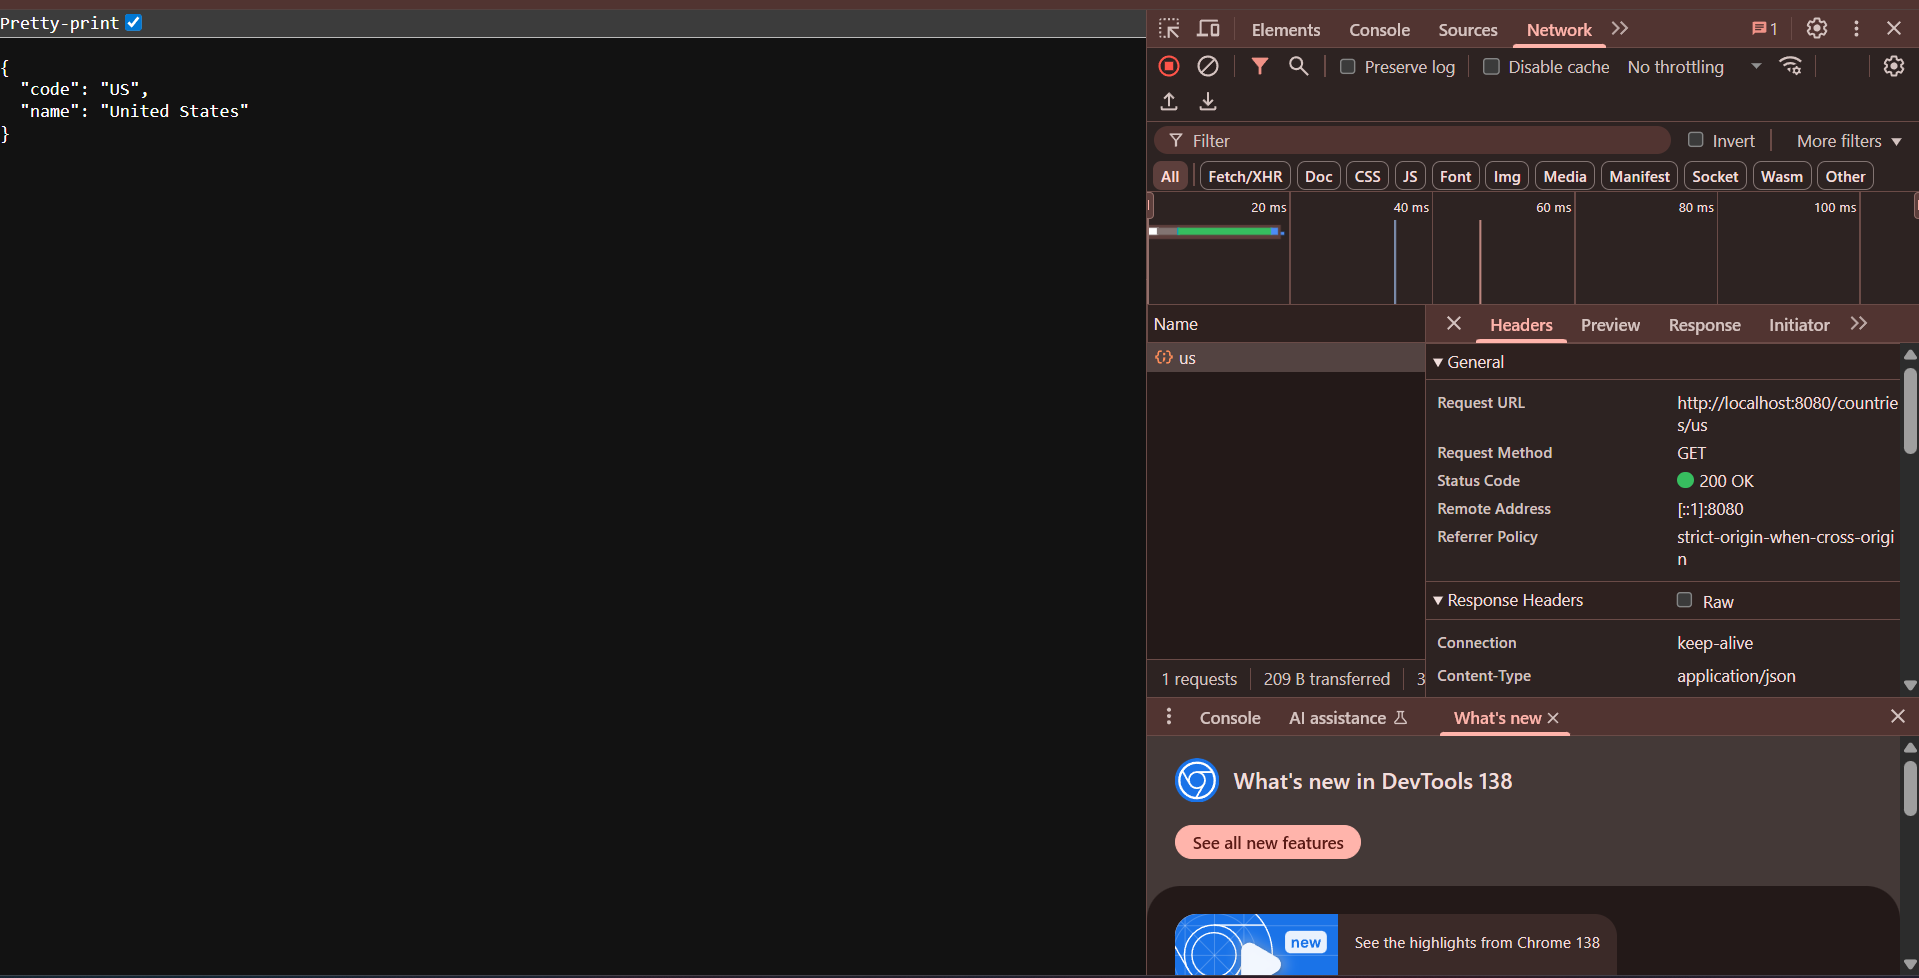 Pretty-print
{
  "code": "US",
  "name": "United States"
}
Elements Console Sources Network 1
Preserve log Disable cache No throttling
Filter Invert More filters
All Fetch/XHR Doc CSS JS Font Img Media Manifest Socket Wasm Other
20 ms 40 ms 60 ms 80 ms 100 ms
Name
us
1 requests 209 B transferred 3
Headers Preview Response Initiator
General
Request URL http://localhost:8080/countrie
s/us
Request Method GET
Status Code 200 OK
Remote Address [::1]:8080
Referrer Policy strict-origin-when-cross-origi
n
Response Headers Raw
Connection keep-alive
Content-Type application/json
Console AI assistance What's new
What's new in DevTools 138
See all new features
new
See the highlights from Chrome 138